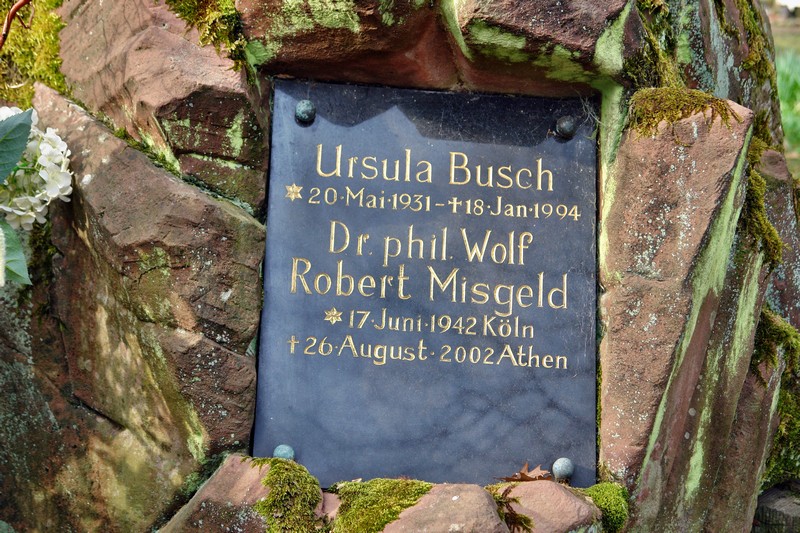 Ursula Busch
20·Mai·1931-†18·Jan·1994
Dr. phil. Wolf
Robert Misgeld
17·Juni·1942 Köln
†26·August·2002 Athen